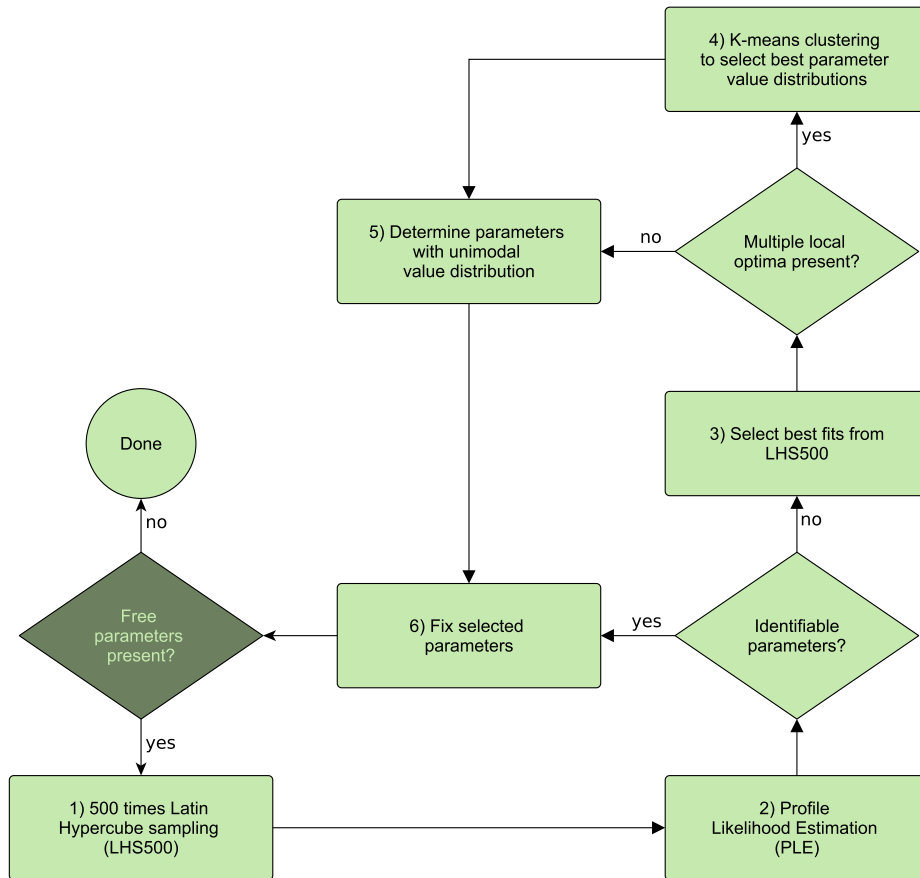 4) K-means clustering
to select best parameter
value distributions
yes
5) Determine parameters
with unimodal
value distribution
no
Multiple local
optima present?
Done
3) Select best fits from
LHS500
no
no
Free
parameters
present?
6) Fix selected
parameters
yes
Identifiable
parameters?
yes
1) 500 times Latin
Hypercube sampling
(LHS500)
2) Profile
Likelihood Estimation
(PLE)